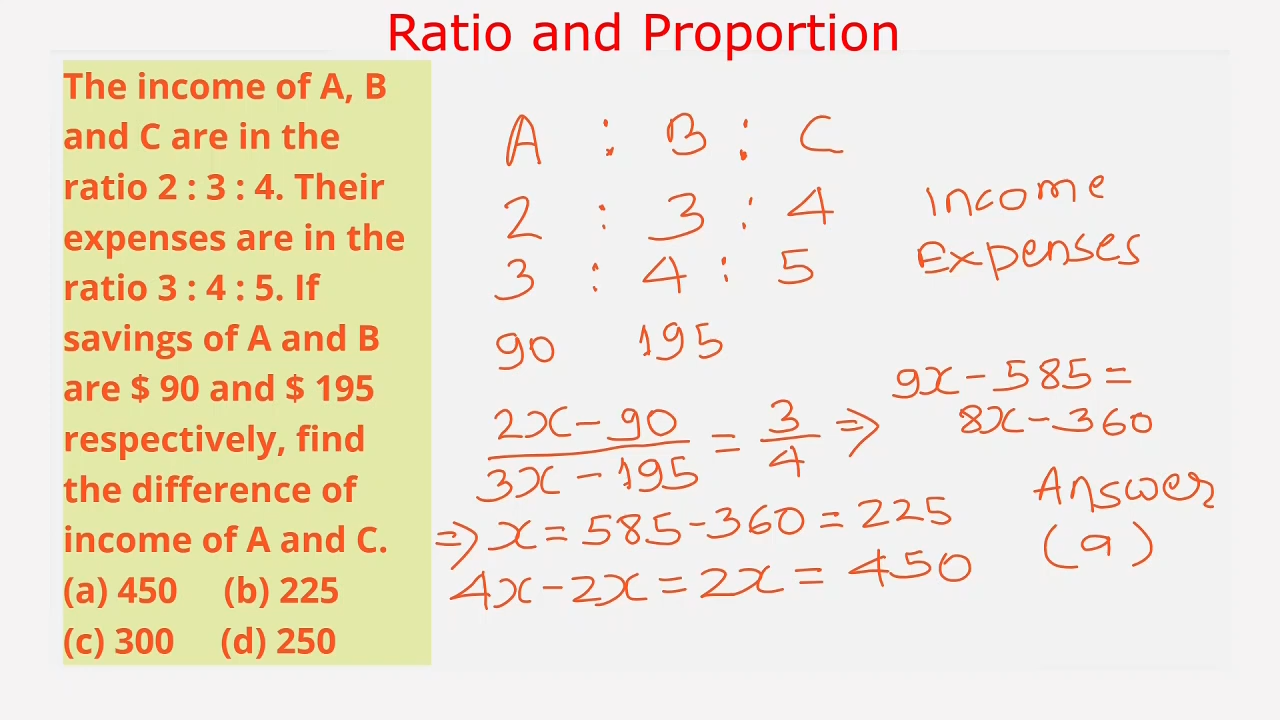 Ratio and Proportion
The income of A, B
and C are in the
ratio 2 : 3 : 4. Their
expenses are in the
ratio 3 : 4 : 5. If
savings of A and B
are $ 90 and $ 195
respectively, find
the difference of
income of A and C.
(a) 450 (b) 225
(c) 300 (d) 250
A : B : C
2 : 3 : 4 Income
3 : 4 : 5 Expenses
90 195
2x - 90
3x - 195
= 3/4 ⇒ 9x - 585 =
8x - 360
⇒ x = 585 - 360 = 225
4x - 2x = 2x = 450
Answer
(a)